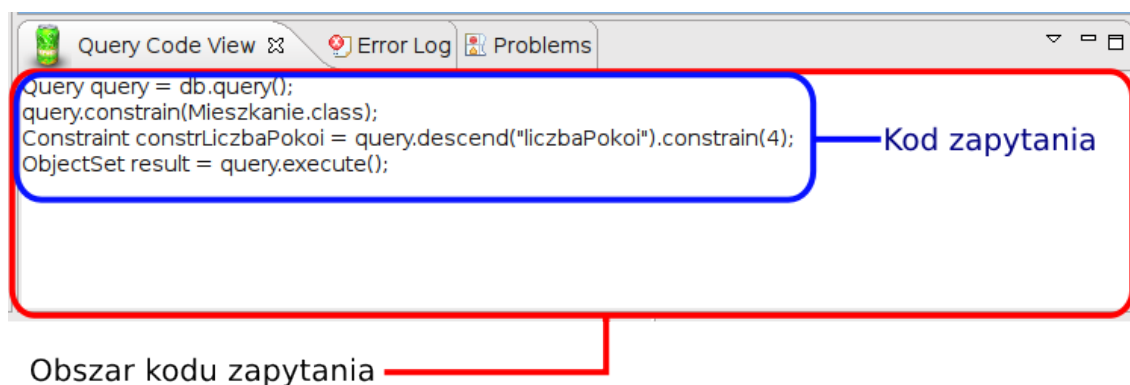 Query Code View Error Log Problems
Query query = db.query();
query.constrain(Mieszkanie.class);
Constraint constrLiczbaPokoi = query.descend("liczbaPokoi").constrain(4);
ObjectSet result = query.execute();
Kod zapytania
Obszar kodu zapytania